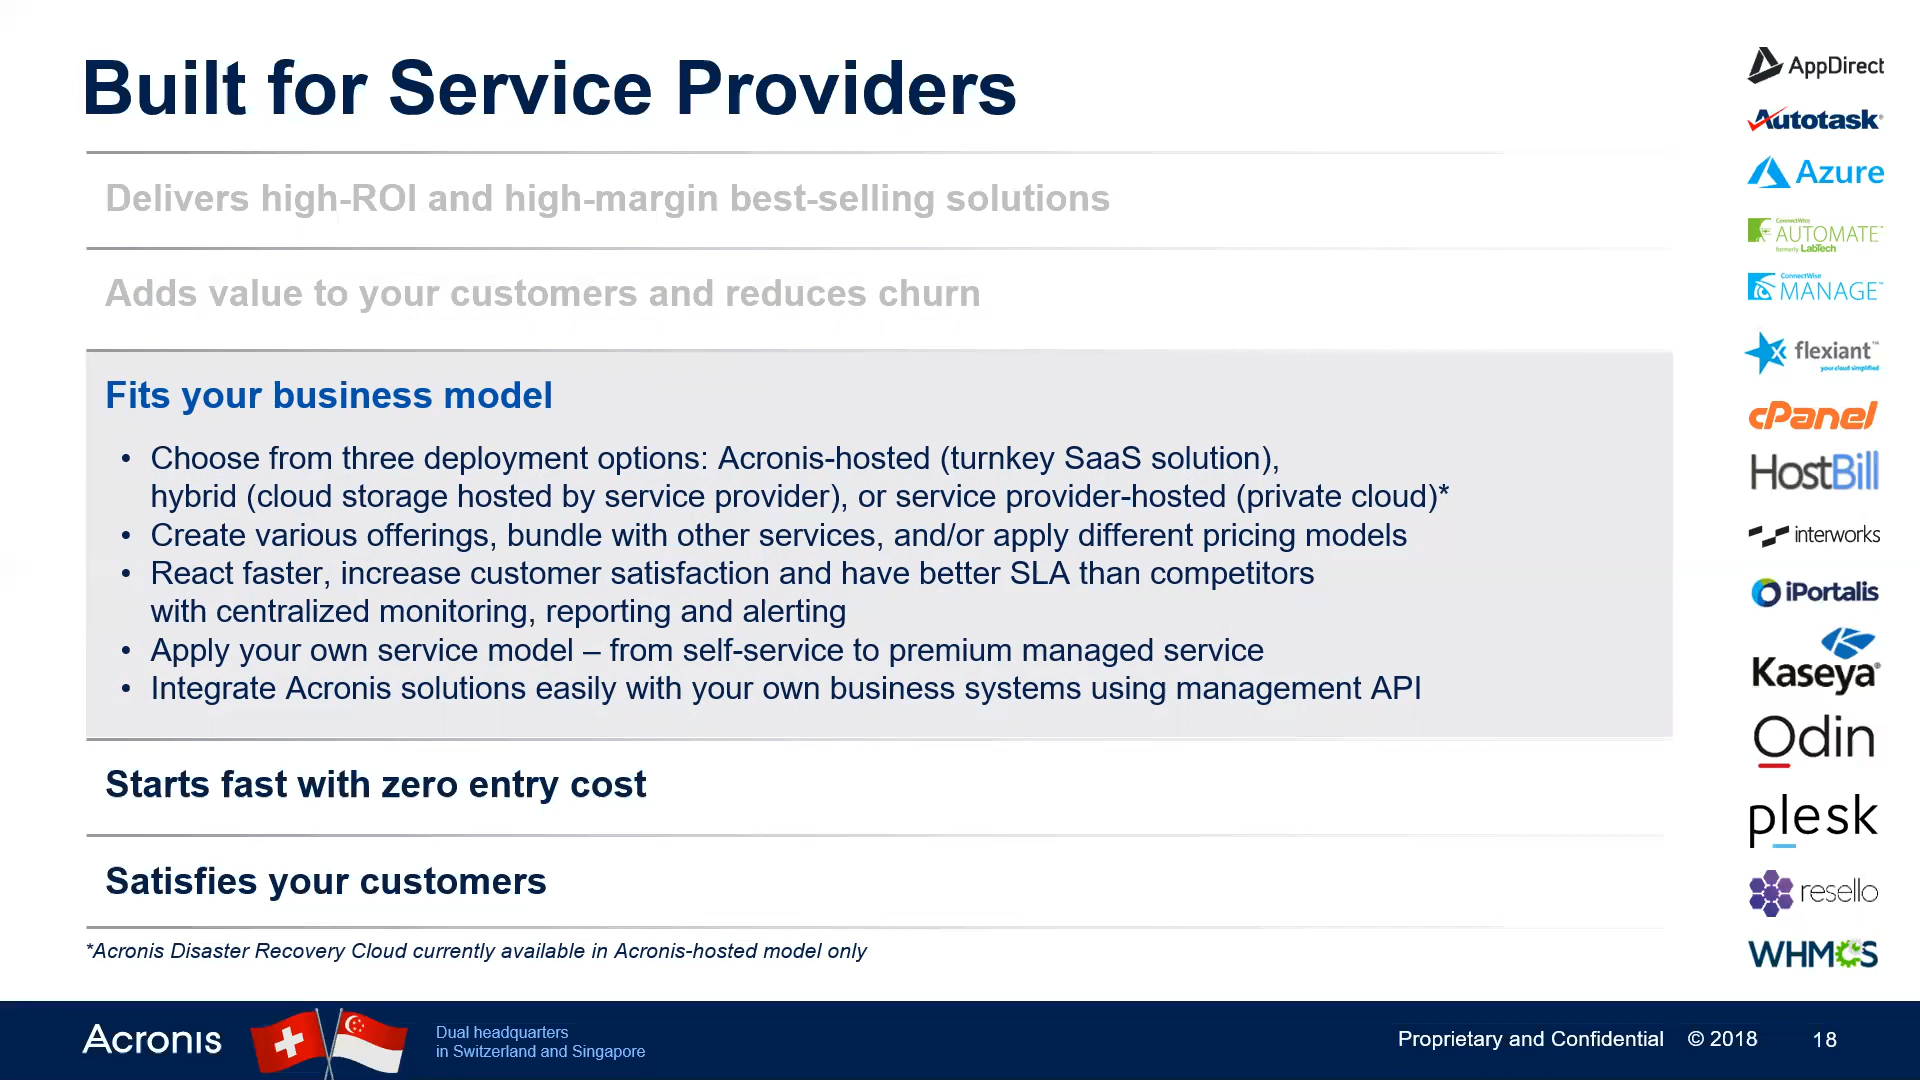 Built for Service Providers
Delivers high-ROI and high-margin best-selling solutions
Adds value to your customers and reduces churn
Fits your business model
• Choose from three deployment options: Acronis-hosted (turnkey SaaS solution),
hybrid (cloud storage hosted by service provider), or service provider-hosted (private cloud)*
• Create various offerings, bundle with other services, and/or apply different pricing models
• React faster, increase customer satisfaction and have better SLA than competitors
with centralized monitoring, reporting and alerting
• Apply your own service model – from self-service to premium managed service
• Integrate Acronis solutions easily with your own business systems using management API
Starts fast with zero entry cost
Satisfies your customers
*Acronis Disaster Recovery Cloud currently available in Acronis-hosted model only
AppDirect
Autotask®
Azure
ConnectWise
AUTOMATE™
formerly LabTech
ConnectWise
MANAGE™
flexiant™
your cloud simplified
cPanel
HostBill
interworks
iPortalis
Kaseya®
Odin
plesk
resello
WHMCS
Acronis
Dual headquarters
in Switzerland and Singapore
Proprietary and Confidential © 2018 18